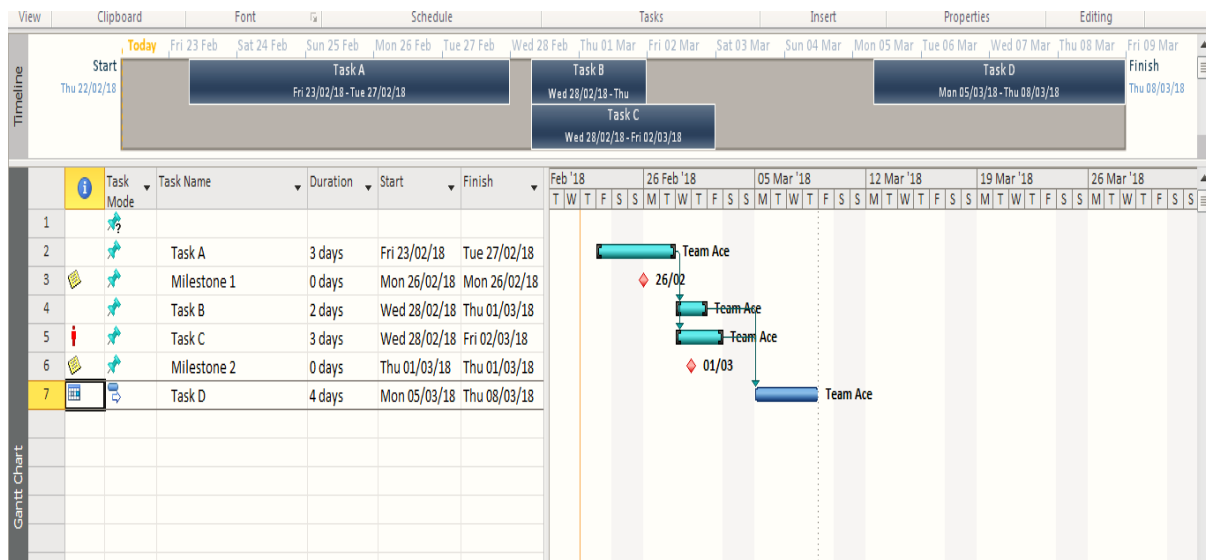 View Clipboard Font Schedule Tasks Insert Properties Editing
Today Fri 23 Feb Sat 24 Feb Sun 25 Feb Mon 26 Feb Tue 27 Feb Wed 28 Feb Thu 01 Mar Fri 02 Mar Sat 03 Mar Sun 04 Mar Mon 05 Mar Tue 06 Mar Wed 07 Mar Thu 08 Mar Fri 09 Mar
Timeline
Start
Thu 22/02/18
Task A
Fri 23/02/18 - Tue 27/02/18
Task B
Wed 28/02/18 - Thu
Task C
Wed 28/02/18 - Fri 02/03/18
Task D
Mon 05/03/18 - Thu 08/03/18
Finish
Thu 08/03/18
Gantt Chart
i Task Mode Task Name Duration Start Finish
Feb '18 26 Feb '18 05 Mar '18 12 Mar '18 19 Mar '18 26 Mar '18
T W T F S S M T W T F S S M T W T F S S M T W T F S S M T W T F S S M T W T F S S
1 ?
2 Task A 3 days Fri 23/02/18 Tue 27/02/18 Team Ace
3 Milestone 1 0 days Mon 26/02/18 Mon 26/02/18 26/02
4 Task B 2 days Wed 28/02/18 Thu 01/03/18 Team Ace
5 Task C 3 days Wed 28/02/18 Fri 02/03/18 Team Ace
6 Milestone 2 0 days Thu 01/03/18 Thu 01/03/18 01/03
7 Task D 4 days Mon 05/03/18 Thu 08/03/18 Team Ace